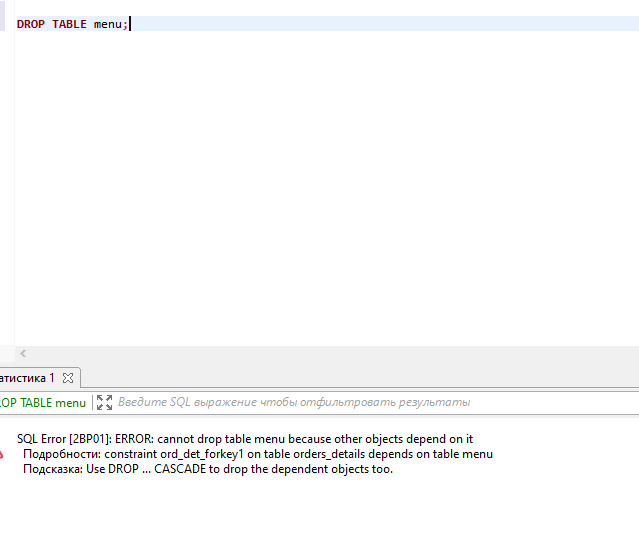 DROP TABLE menu;
атистика 1
OP TABLE menu
Введите SQL выражение чтобы отфильтровать результаты
SQL Error [2BP01]: ERROR: cannot drop table menu because other objects depend on it
Подробности: constraint ord_det_forkey1 on table orders_details depends on table menu
Подсказка: Use DROP ... CASCADE to drop the dependent objects too.